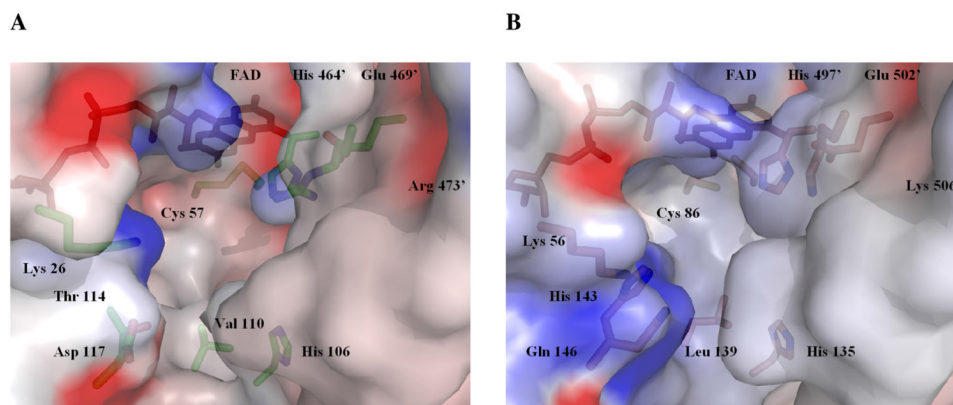 A
B
FAD His 464’ Glu 469’
Arg 473’
Cys 57
Lys 26
Thr 114
Val 110
Asp 117
His 106
FAD His 497’ Glu 502’
Lys 506
Cys 86
Lys 56
His 143
Gln 146
Leu 139
His 135